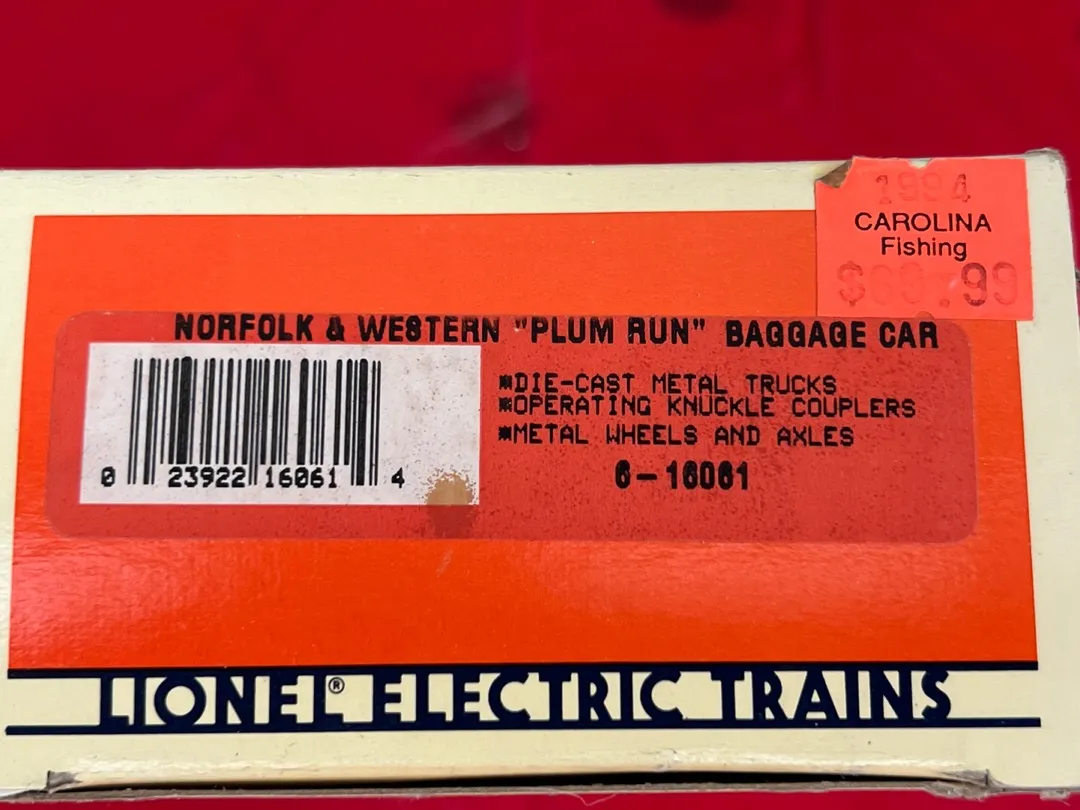 1994
CAROLINA
Fishing
NORFOLK & WESTERN "PLUM RUN" BAGGAGE CAR
*DIE-CAST METAL TRUCKS
*OPERATING KNUCKLE COUPLERS
*METAL WHEELS AND AXLES
0 23922 16061 4
6-16061
LIONEL® ELECTRIC TRAINS